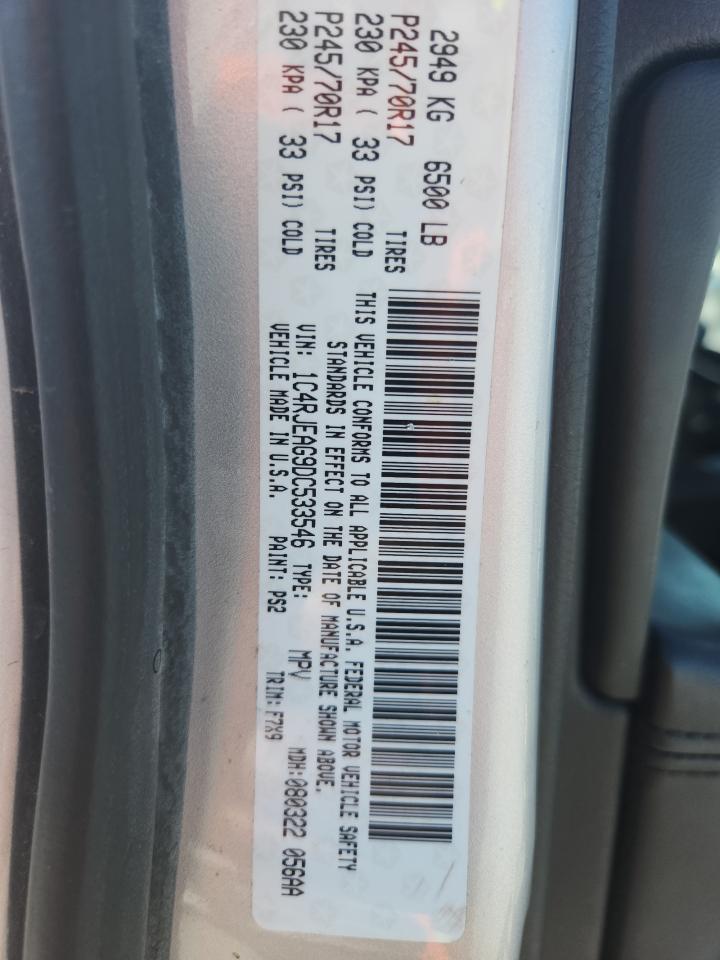 2949 KG 6500 LB
P245/70R17 TIRES
230 KPA ( 33 PSI) COLD
P245/70R17 TIRES
230 KPA ( 33 PSI) COLD
THIS VEHICLE CONFORMS TO ALL APPLICABLE U.S.A. FEDERAL MOTOR VEHICLE SAFETY
STANDARDS IN EFFECT ON THE DATE OF MANUFACTURE SHOWN ABOVE.
VIN: 1C4RJEAG9DC533546 TYPE: MPV MDH:080322 056AA
VEHICLE MADE IN U.S.A. PAINT: PS2 TRIM: F7X9